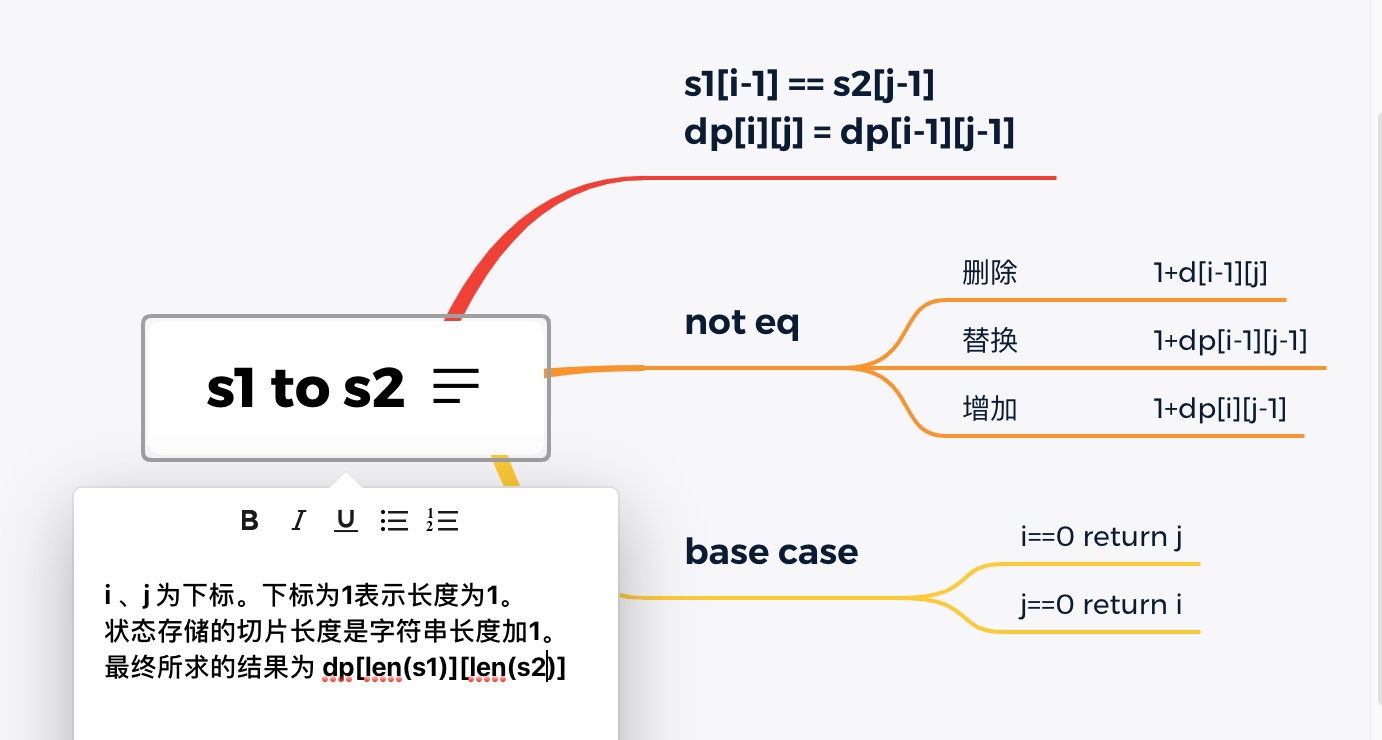 s1[i-1] == s2[j-1]
dp[i][j] = dp[i-1][j-1]
删除 1+d[i-1][j]
not eq
替换 1+dp[i-1][j-1]
增加 1+dp[i][j-1]
s1 to s2
B I U
i 、j 为下标。下标为1表示长度为1。
状态存储的切片长度是字符串长度加1。
最终所求的结果为 dp[len(s1)][len(s2)]
base case
i==0 return j
j==0 return i